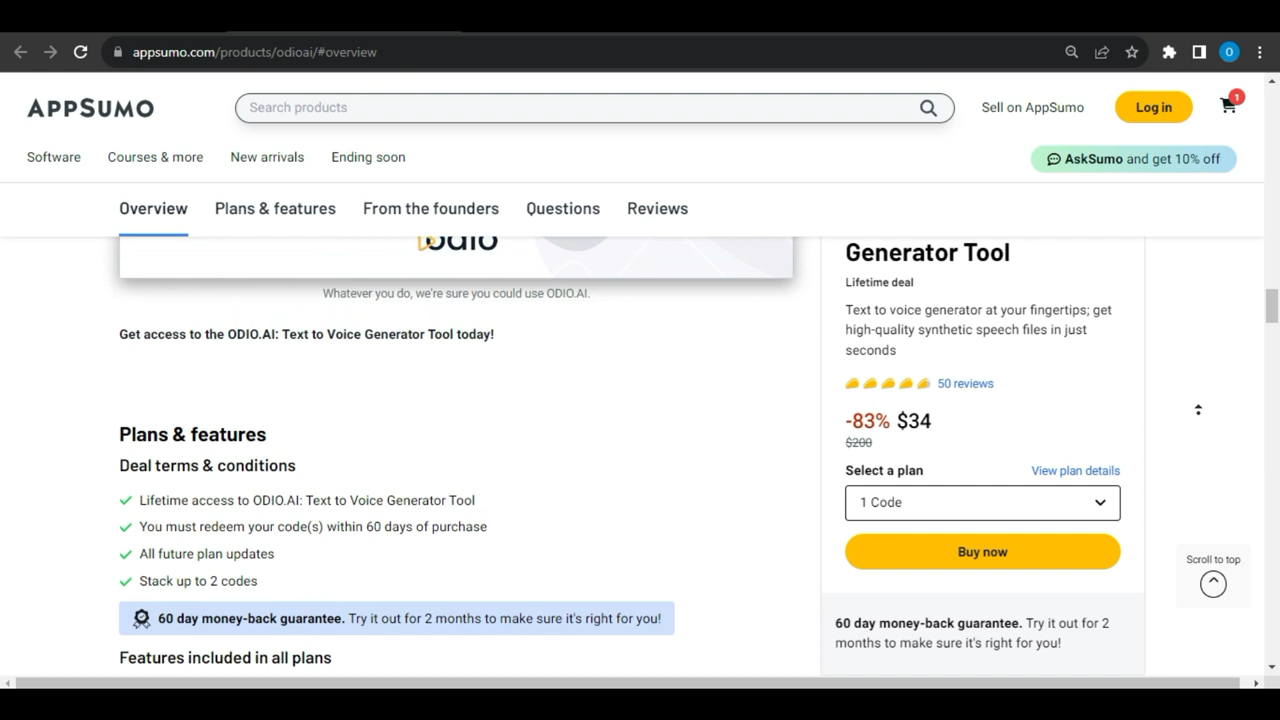 appsumo.com/products/odioai/#overview
O
APPSUMO
Search products
Sell on AppSumo
Log in
1
Software
Courses & more
New arrivals
Ending soon
AskSumo and get 10% off
Overview
Plans & features
From the founders
Questions
Reviews
odio
Whatever you do, we're sure you could use ODIO.AI.
Get access to the ODIO.AI: Text to Voice Generator Tool today!
Plans & features
Deal terms & conditions
Lifetime access to ODIO.AI: Text to Voice Generator Tool
You must redeem your code(s) within 60 days of purchase
All future plan updates
Stack up to 2 codes
60 day money-back guarantee. Try it out for 2 months to make sure it's right for you!
Features included in all plans
Generator Tool
Lifetime deal
Text to voice generator at your fingertips; get
high-quality synthetic speech files in just
seconds
50 reviews
-83% $34
$200
Select a plan
View plan details
1 Code
Buy now
60 day money-back guarantee. Try it out for 2
months to make sure it's right for you!
Scroll to top